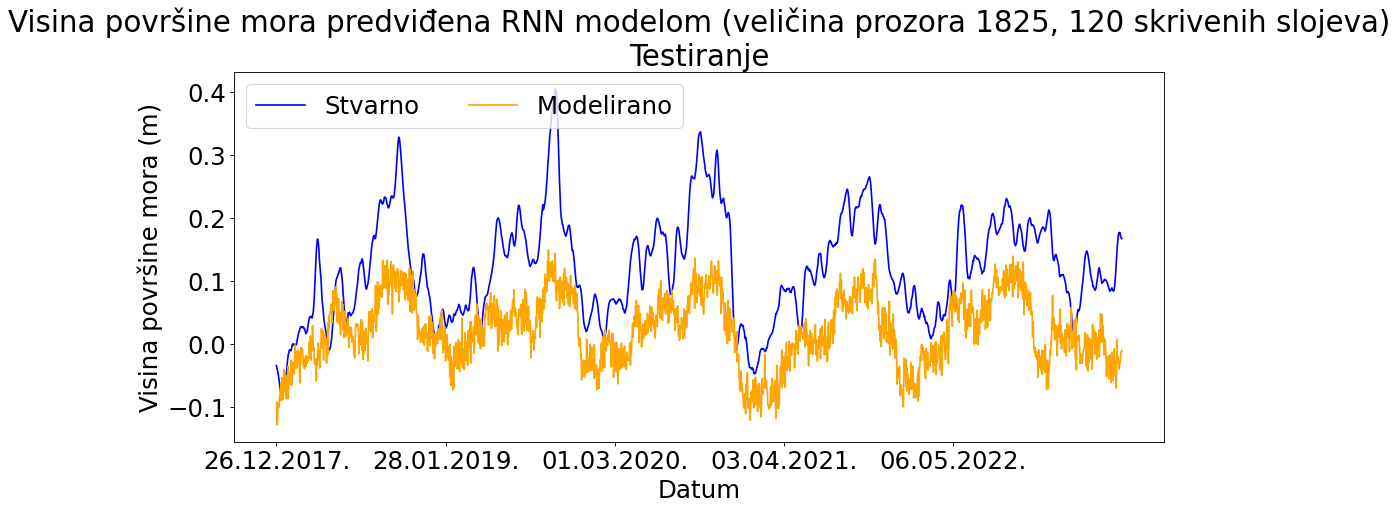 Visina površine mora predviđena RNN modelom (veličina prozora 1825, 120 skrivenih slojeva)
Testiranje
Stvarno Modelirano
Visina površine mora (m)
0.4
0.3
0.2
0.1
0.0
−0.1
26.12.2017. 28.01.2019. 01.03.2020. 03.04.2021. 06.05.2022.
Datum